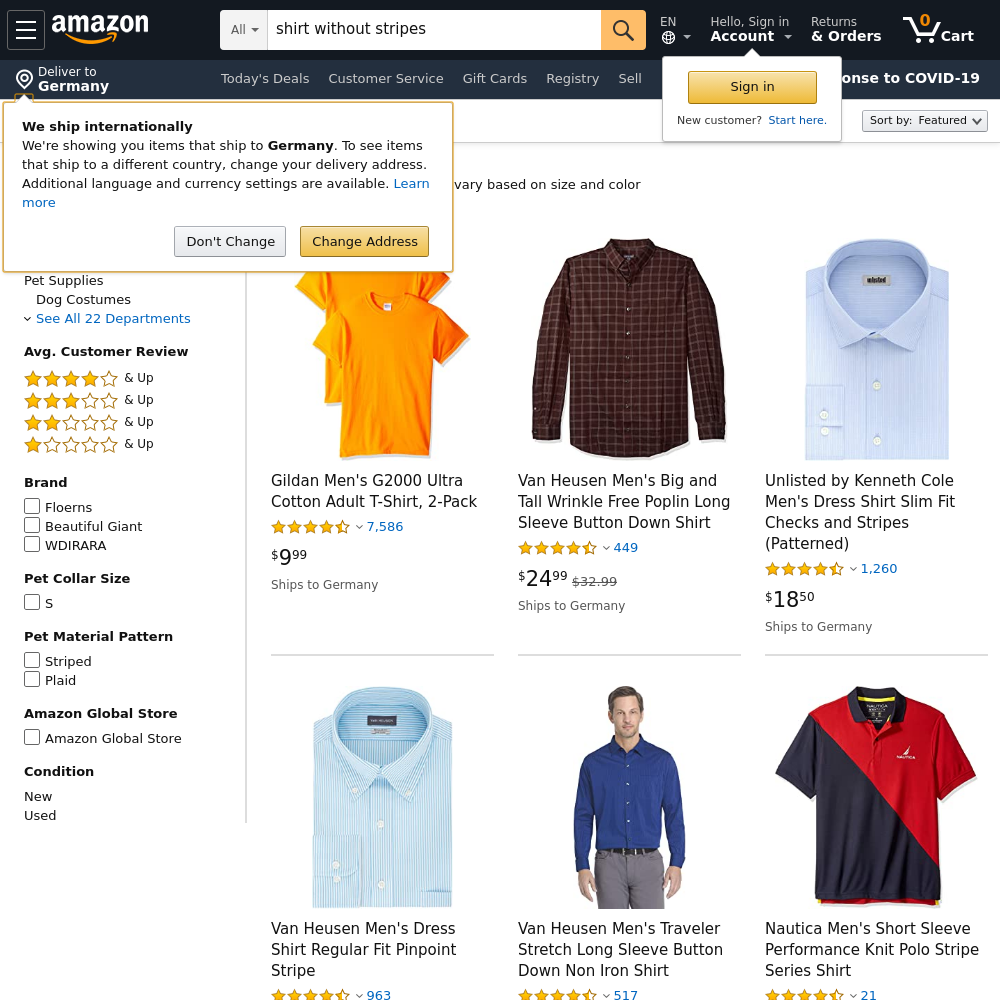 amazon
All
shirt without stripes
EN
Hello, Sign in
Account
Returns
& Orders
0
Cart
Deliver to
Germany
Today's Deals
Customer Service
Gift Cards
Registry
Sell
onse to COVID-19
Sign in
New customer? Start here.
Sort by: Featured
We ship internationally
We're showing you items that ship to Germany. To see items
that ship to a different country, change your delivery address.
Additional language and currency settings are available. Learn
more
Don't Change
Change Address
vary based on size and color
Pet Supplies
Dog Costumes
See All 22 Departments
Avg. Customer Review
& Up
& Up
& Up
& Up
Brand
Floerns
Beautiful Giant
WDIRARA
Pet Collar Size
S
Pet Material Pattern
Striped
Plaid
Amazon Global Store
Amazon Global Store
Condition
New
Used
Gildan Men's G2000 Ultra
Cotton Adult T-Shirt, 2-Pack
7,586
$9.99
Ships to Germany
Van Heusen Men's Big and
Tall Wrinkle Free Poplin Long
Sleeve Button Down Shirt
449
$24.99 $32.99
Ships to Germany
unlisted
Unlisted by Kenneth Cole
Men's Dress Shirt Slim Fit
Checks and Stripes
(Patterned)
1,260
$18.50
Ships to Germany
VAN HEUSEN
Van Heusen Men's Dress
Shirt Regular Fit Pinpoint
Stripe
963
Van Heusen Men's Traveler
Stretch Long Sleeve Button
Down Non Iron Shirt
517
NAUTICA
NAUTICA
Nautica Men's Short Sleeve
Performance Knit Polo Stripe
Series Shirt
21